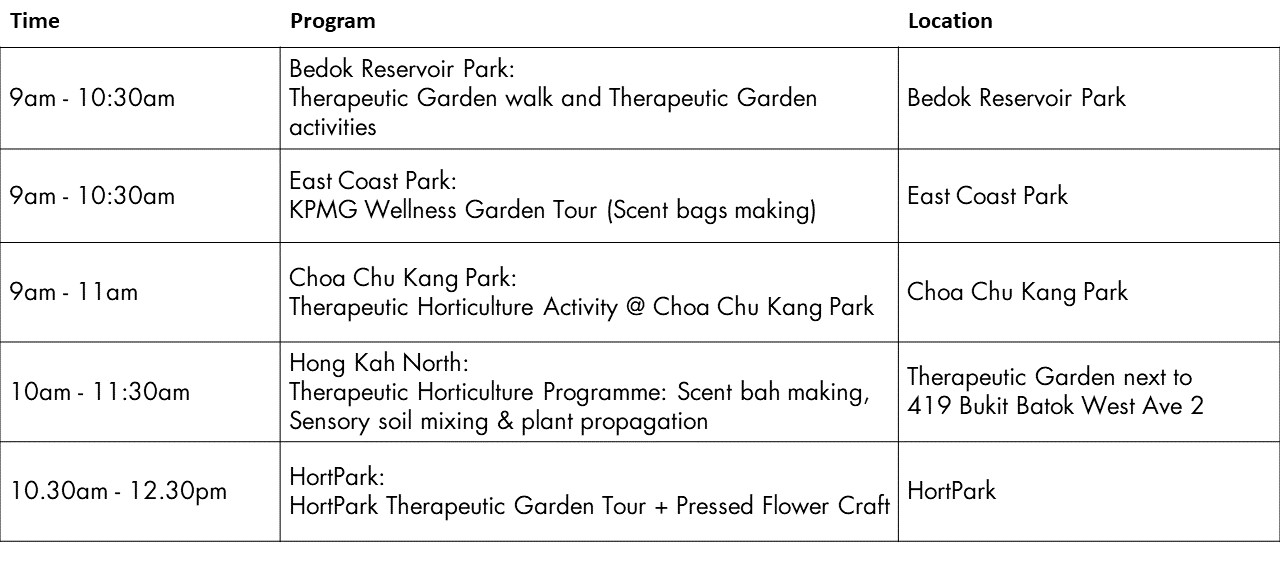 Time Program Location
9am - 10:30am
Bedok Reservoir Park:
Therapeutic Garden walk and Therapeutic Garden
activities
Bedok Reservoir Park
9am - 10:30am
East Coast Park:
KPMG Wellness Garden Tour (Scent bags making)
East Coast Park
9am - 11am
Choa Chu Kang Park:
Therapeutic Horticulture Activity @ Choa Chu Kang Park
Choa Chu Kang Park
10am - 11:30am
Hong Kah North:
Therapeutic Horticulture Programme: Scent bah making,
Sensory soil mixing & plant propagation
Therapeutic Garden next to
419 Bukit Batok West Ave 2
10.30am - 12.30pm
HortPark:
HortPark Therapeutic Garden Tour + Pressed Flower Craft
HortPark